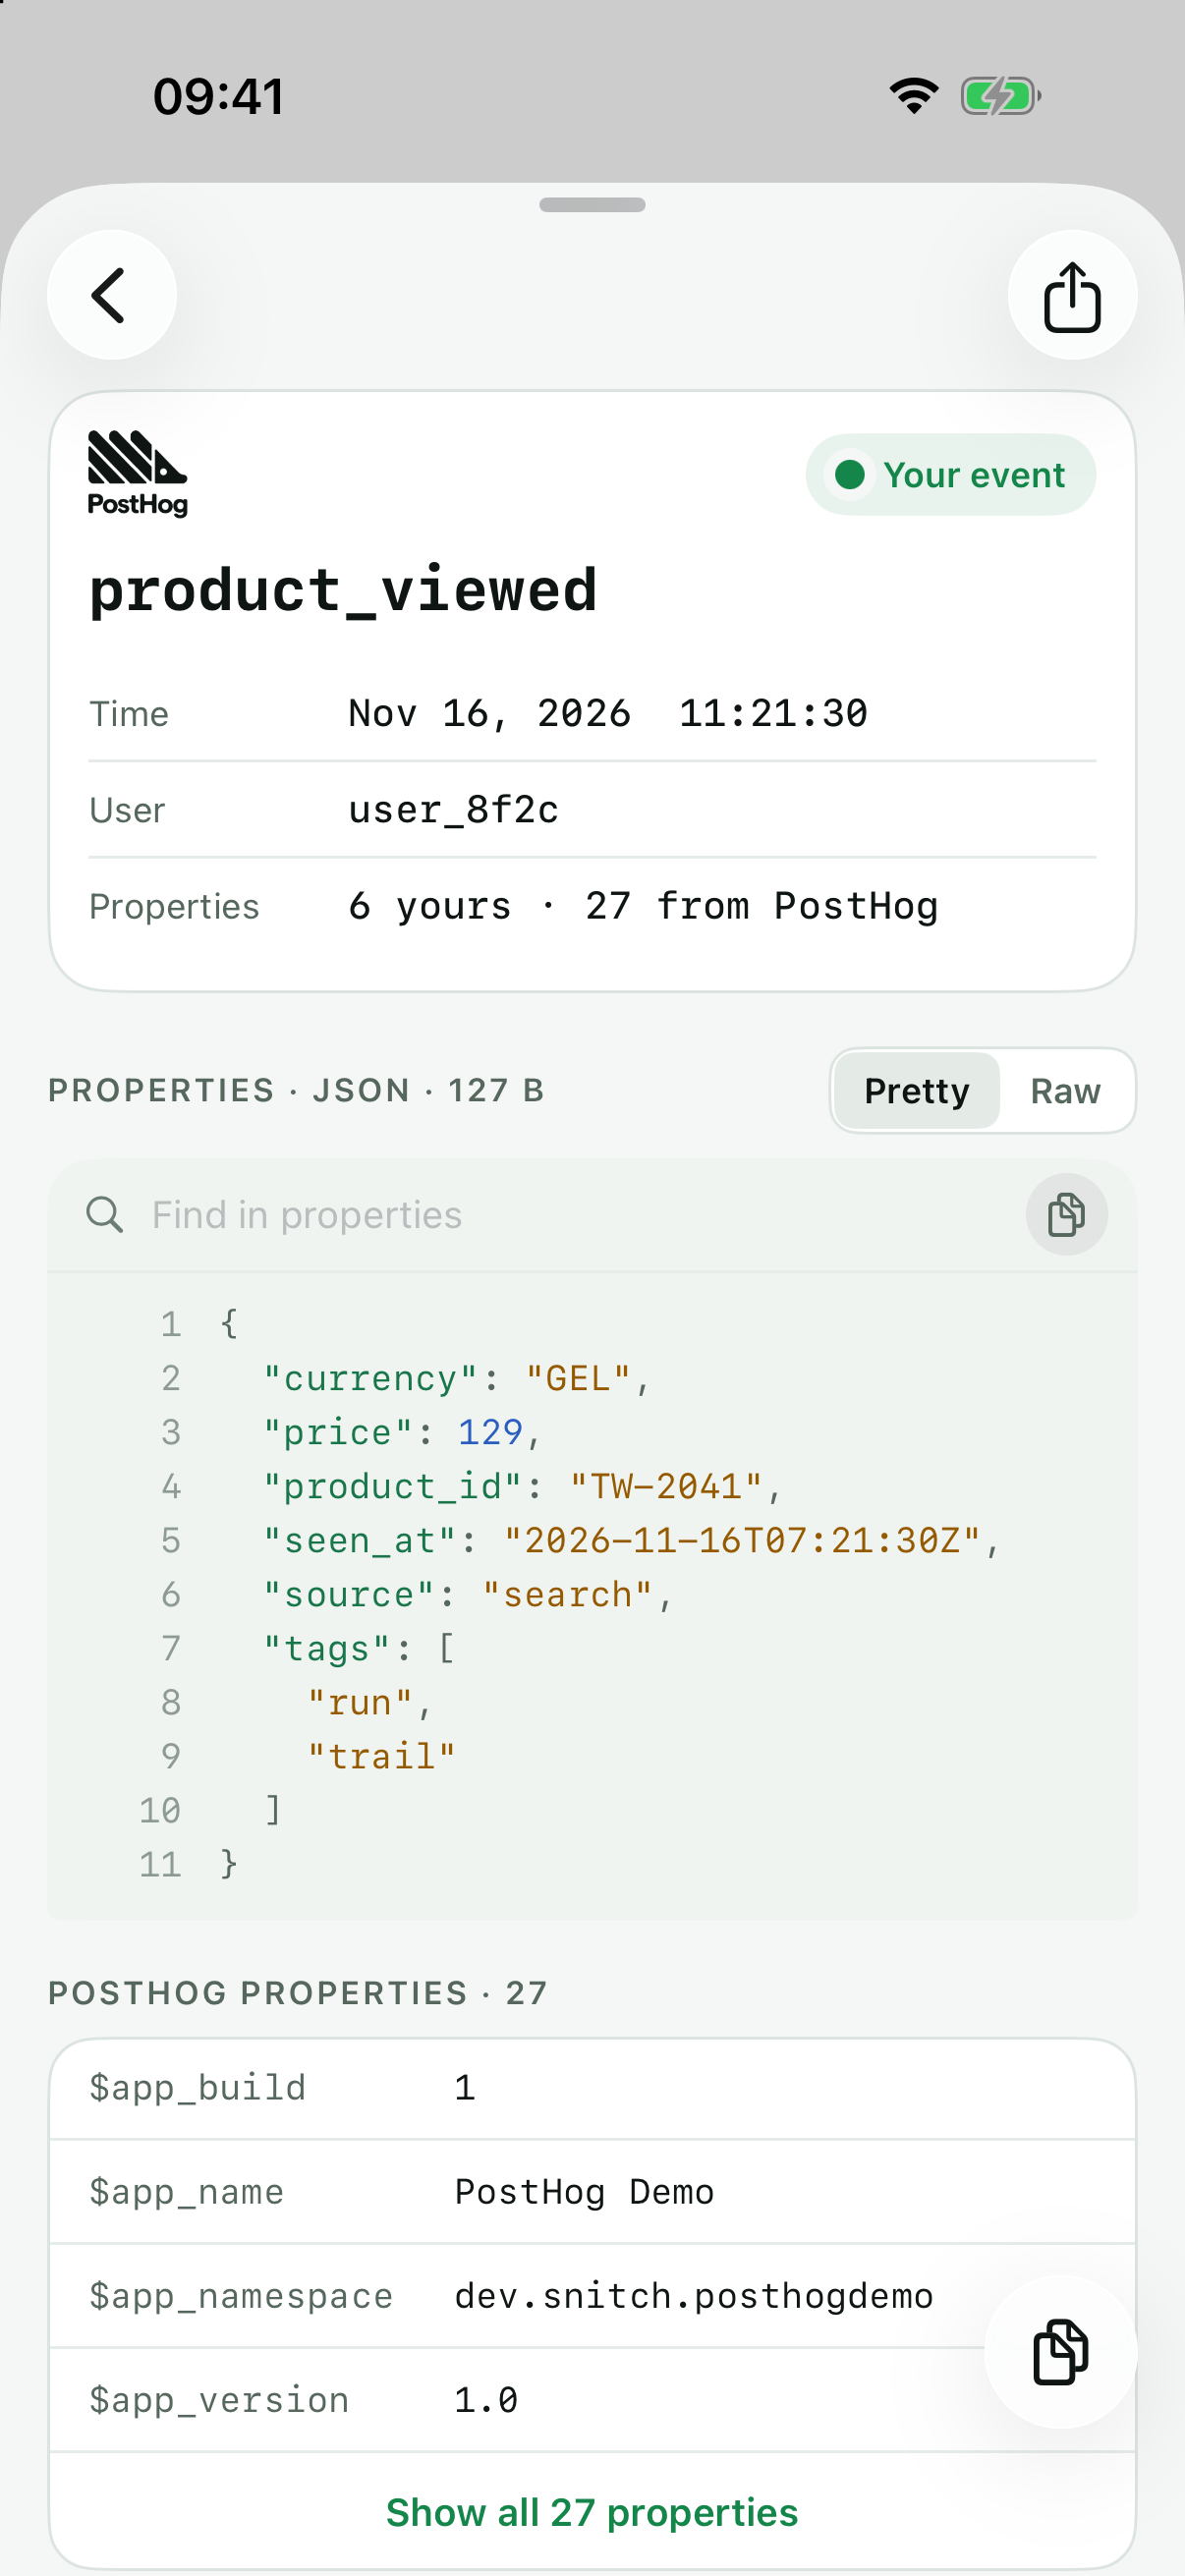 09:41
PostHog
Your event
product_viewed
Time Nov 16, 2026 11:21:30
User user_8f2c
Properties 6 yours · 27 from PostHog
PROPERTIES · JSON · 127 B
Pretty Raw
Find in properties
1 {
2 "currency": "GEL",
3 "price": 129,
4 "product_id": "TW-2041",
5 "seen_at": "2026-11-16T07:21:30Z",
6 "source": "search",
7 "tags": [
8 "run",
9 "trail"
10 ]
11 }
POSTHOG PROPERTIES · 27
$app_build 1
$app_name PostHog Demo
$app_namespace dev.snitch.posthogdemo
$app_version 1.0
Show all 27 properties